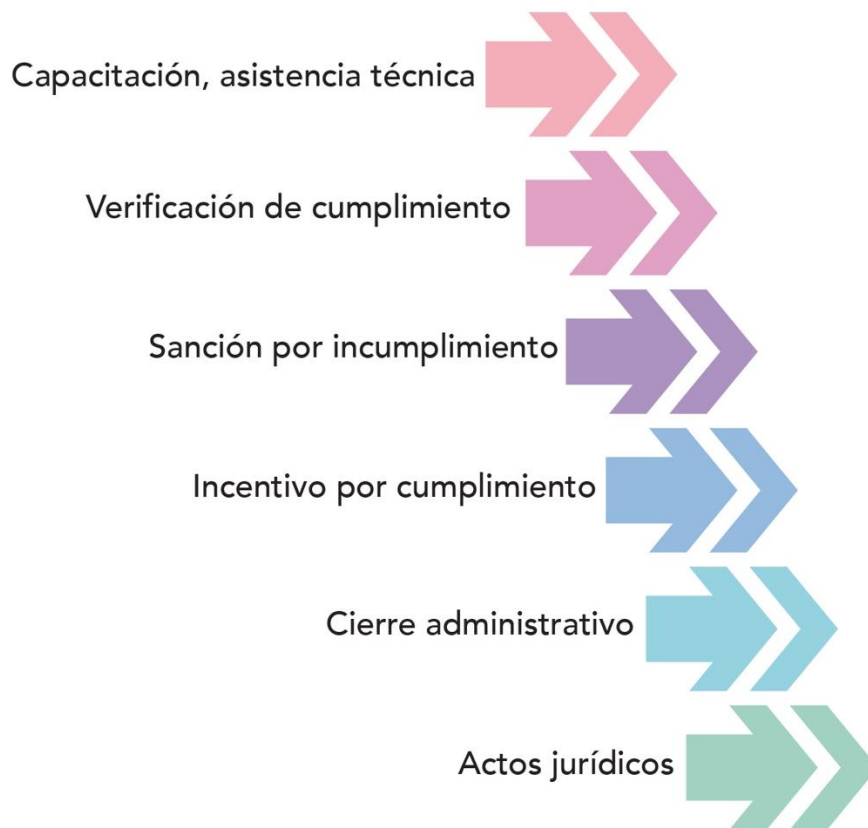 Capacitación, asistencia técnica
Verificación de cumplimiento
Sanción por incumplimiento
Incentivo por cumplimiento
Cierre administrativo
Actos jurídicos